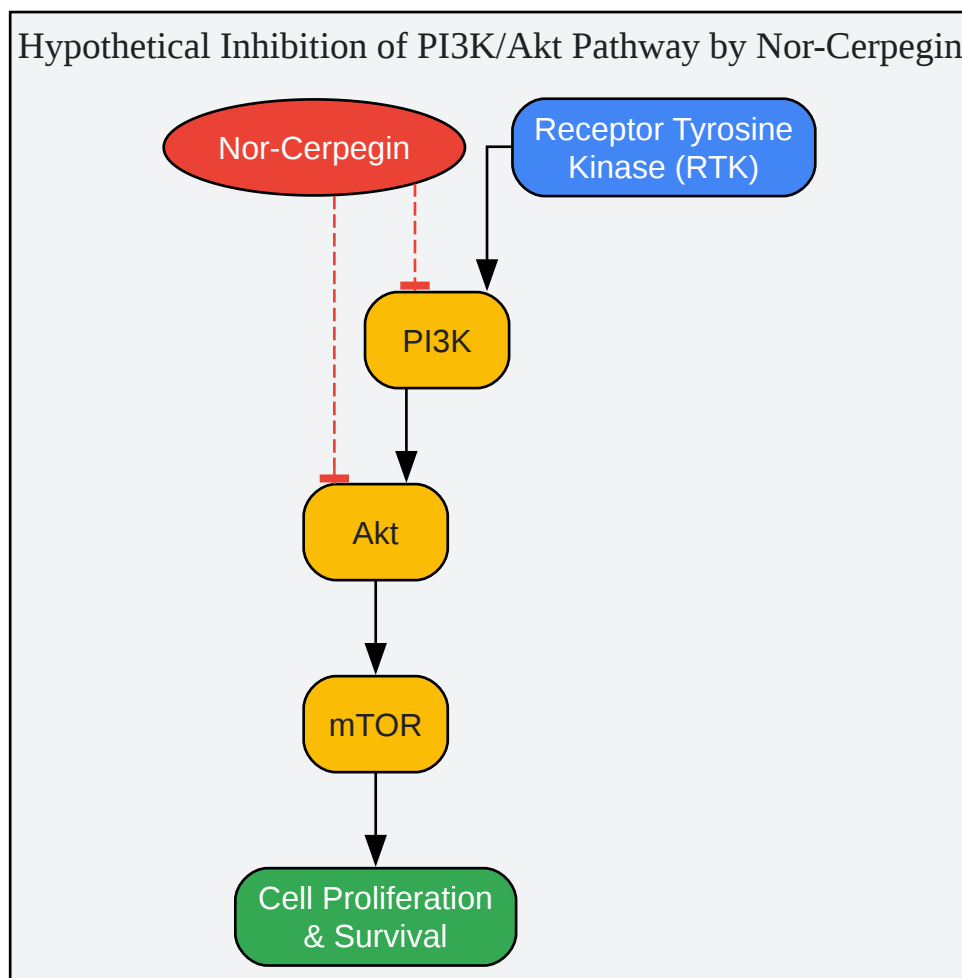 Hypothetical Inhibition of PI3K/Akt Pathway by Nor-Cerpegin
Nor-Cerpegin
Receptor Tyrosine
Kinase (RTK)
PI3K
Akt
mTOR
Cell Proliferation
& Survival